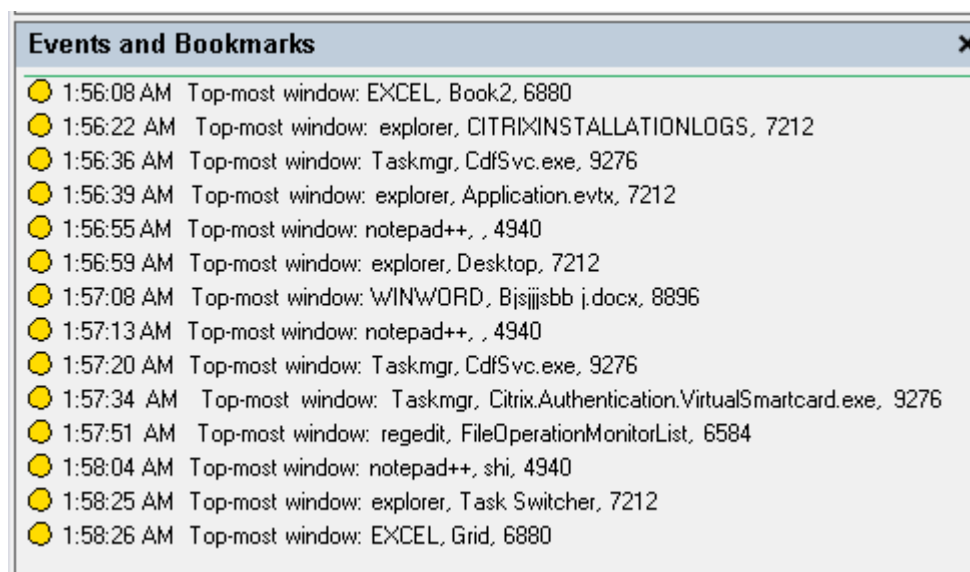 Events and Bookmarks
1:56:08 AM Top-most window: EXCEL, Book2, 6880
1:56:22 AM Top-most window: explorer, CITRIXINSTALLATIONLOGS, 7212
1:56:36 AM Top-most window: Taskmgr, CdfSvc.exe, 9276
1:56:39 AM Top-most window: explorer, Application.evtx, 7212
1:56:55 AM Top-most window: notepad++, , 4940
1:56:59 AM Top-most window: explorer, Desktop, 7212
1:57:08 AM Top-most window: WINWORD, Bjsjjjsbb j.docx, 8896
1:57:13 AM Top-most window: notepad++, , 4940
1:57:20 AM Top-most window: Taskmgr, CdfSvc.exe, 9276
1:57:34 AM Top-most window: Taskmgr, Citrix.Authentication.VirtualSmartcard.exe, 9276
1:57:51 AM Top-most window: regedit, FileOperationMonitorList, 6584
1:58:04 AM Top-most window: notepad++, shi, 4940
1:58:25 AM Top-most window: explorer, Task Switcher, 7212
1:58:26 AM Top-most window: EXCEL, Grid, 6880